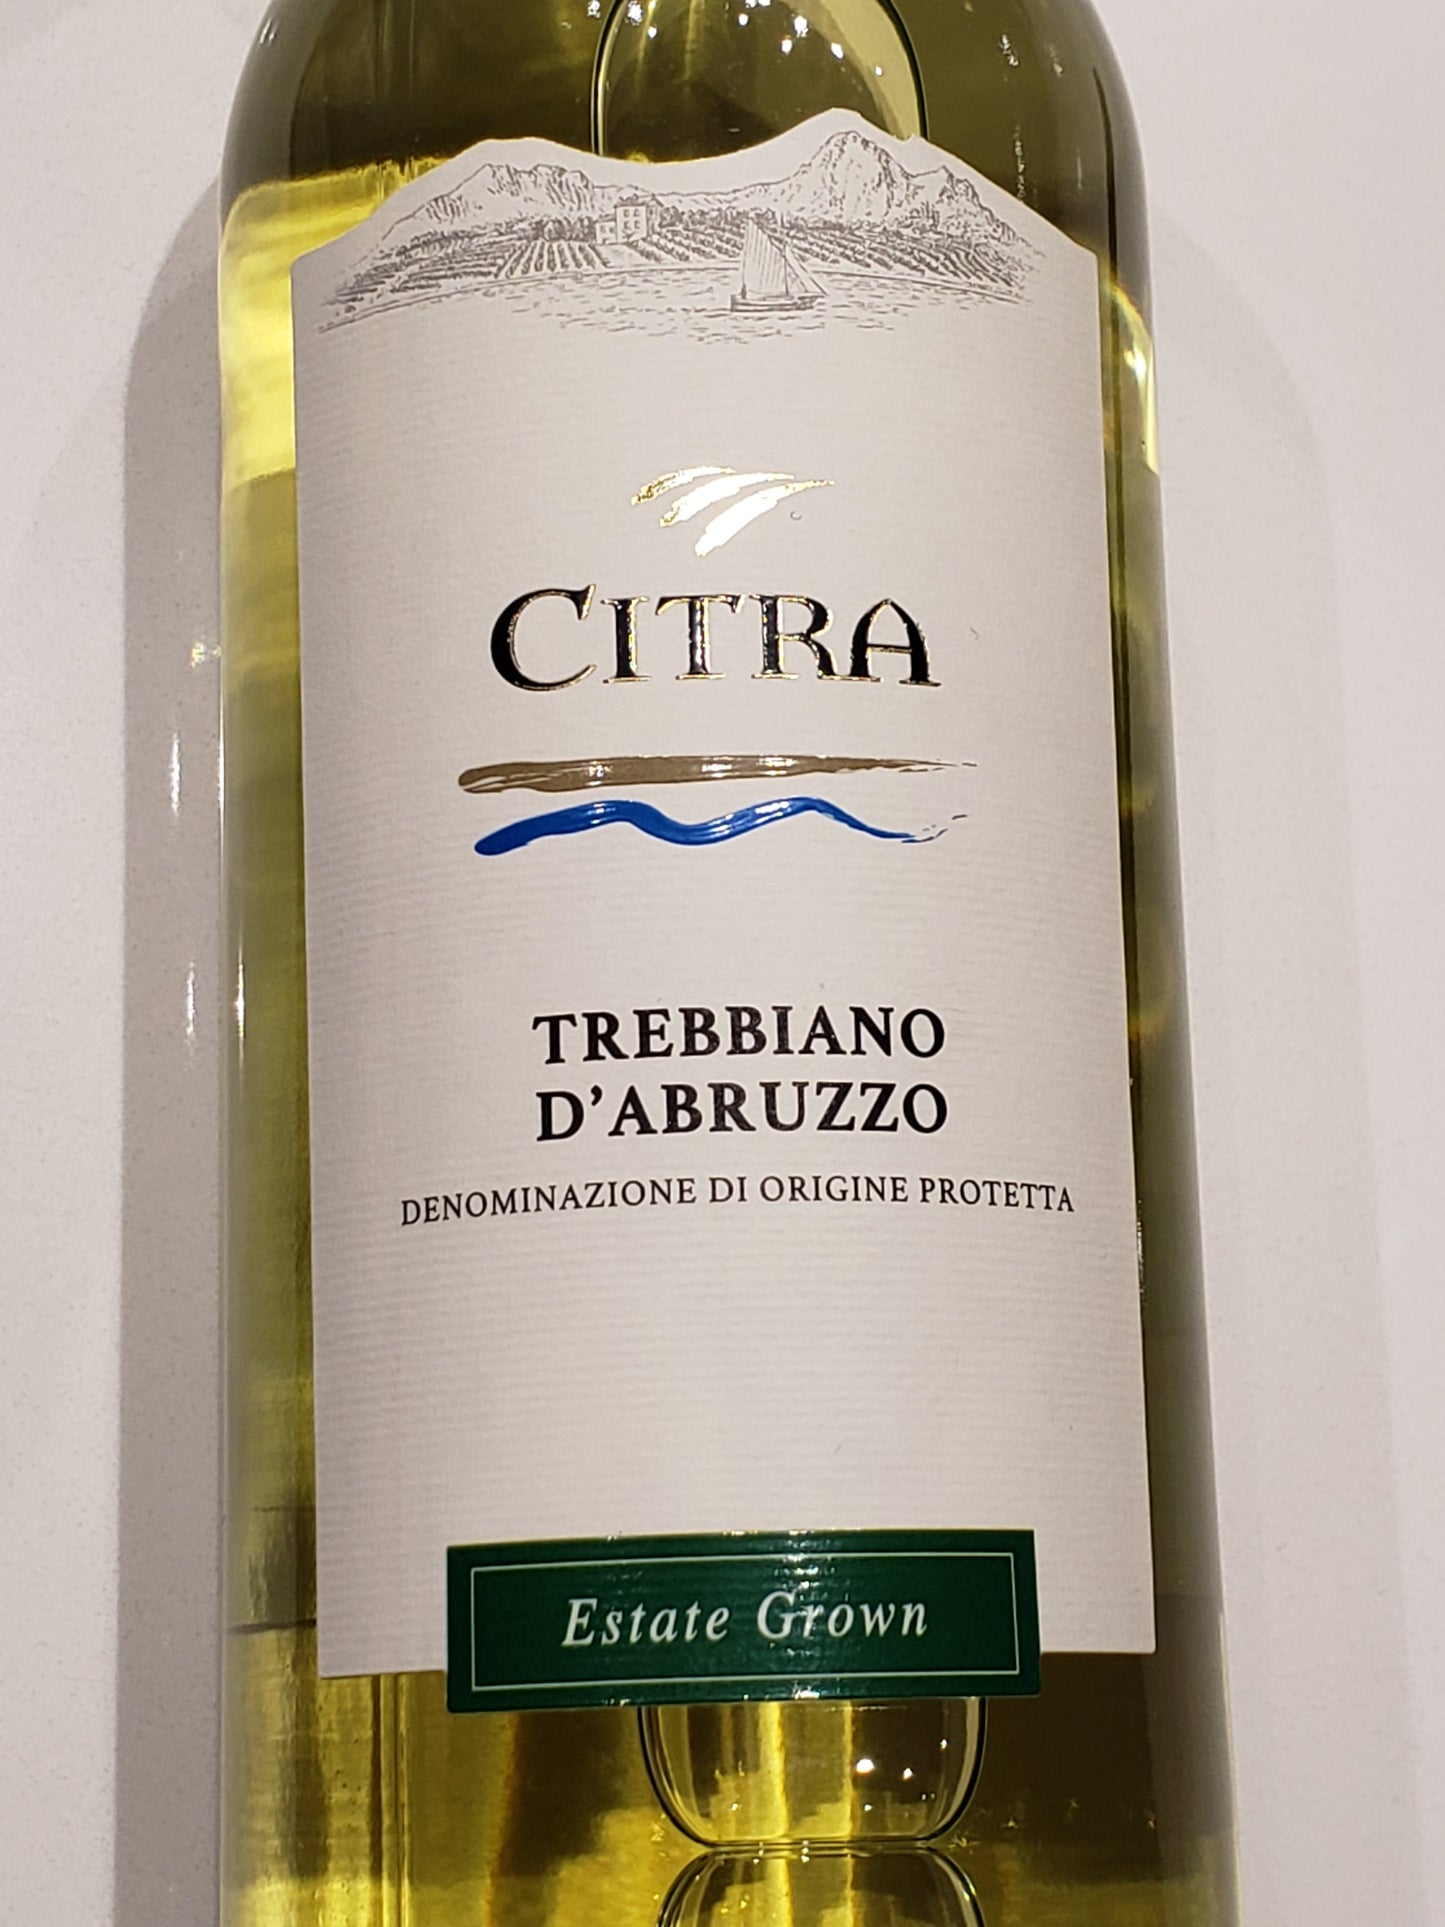 CITRA
TREBBIANO
D'ABRUZZO
DENOMINAZIONE DI ORIGINE PROTETTA
Estate Grown